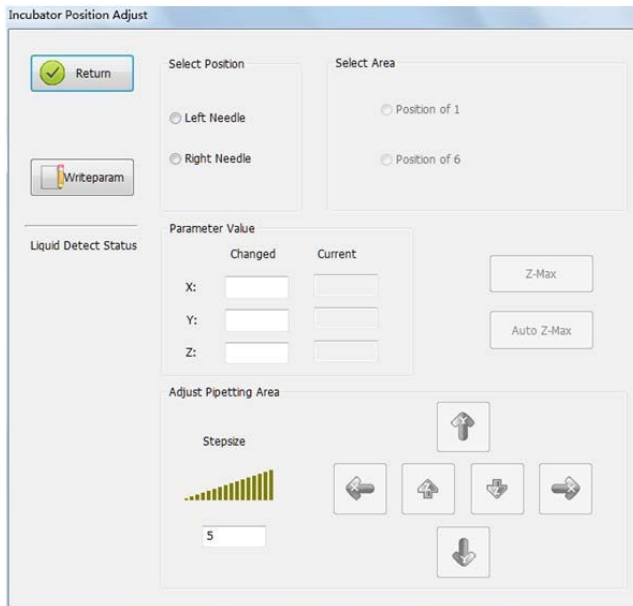 Incubator Position Adjust
Return
Select Position
Select Area
Left Needle
Position of 1
Right Needle
Position of 6
Writeparam
Liquid Detect Status
Parameter Value
Changed Current
X:
Y:
Z:
Z-Max
Auto Z-Max
Adjust Pipetting Area
Stepsize
5
Y
X
Z
Z
X
Y